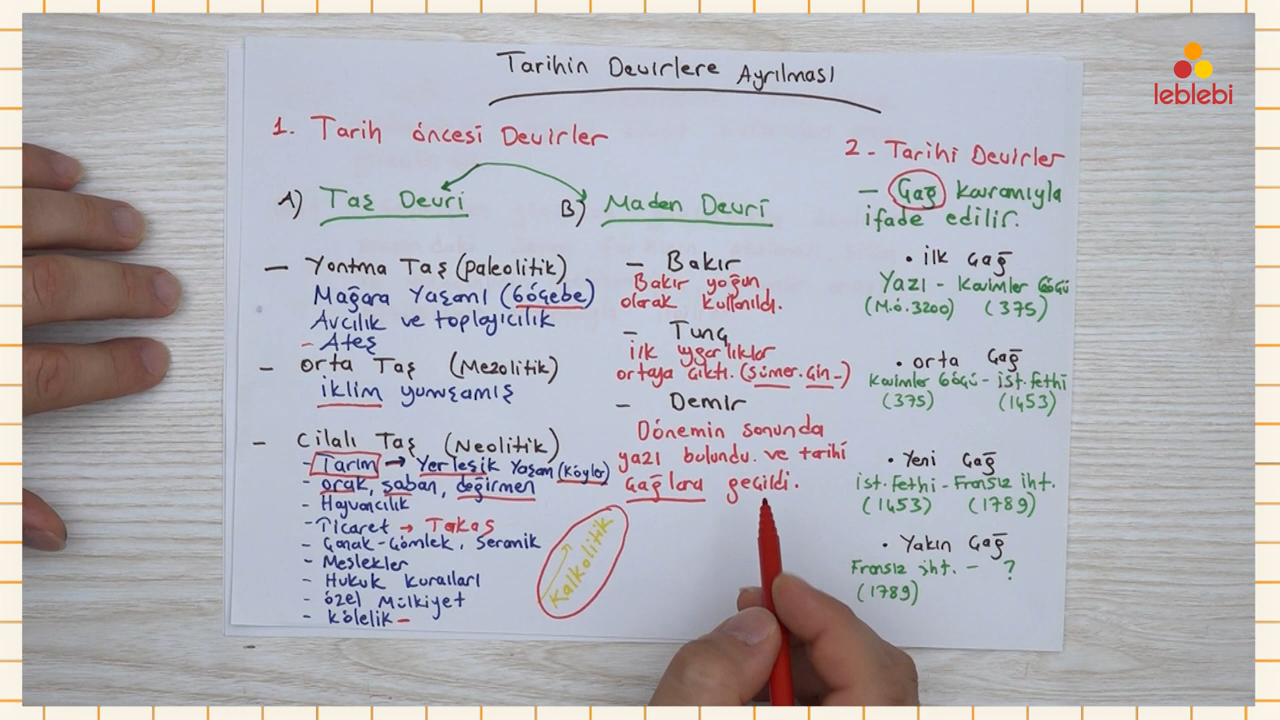 Tarihin Devirlere Ayrılması
leblebi
1. Tarih öncesi Devirler
A) Taş Devri
B) Maden Devri
— Yontma Taş (paleolitik)
Mağara Yaşamı (Göçebe)
Avcılık ve toplayıcılık
- Ateş
— Orta Taş (Mezolitik)
iklim yumuşamış
— Cilalı Taş (Neolitik)
- Tarım → Yerleşik Yaşam (Köyler)
- orak, saban, değirmen
- Hayvancılık
- Ticaret → Takas
- Çanak-Gömlek, Seramik
- Meslekler
- Hukuk Kuralları
- özel Mülkiyet
- Kölelik -
Kalkolitik
— Bakır
Bakır yoğun
olarak kullanıldı.
— Tunç
ilk uygarlıklar
ortaya çıktı. (Sümer. Çin -)
— Demir
Dönemin sonunda
yazı bulundu. ve tarihi
Çağlara geçildi.
2- Tarihi Devirler
— Çağ kavramıyla
ifade edilir.
• ilk Çağ
Yazı - Kavimler Göçü
(M.ö.3200) (375)
• orta Çağ
Kavimler Göçü - ist. fethi
(375) (1453)
• Yeni Çağ
ist. fethi - Fransız iht.
(1453) (1789)
• Yakın Çağ
Fransız iht. - ?
(1789)